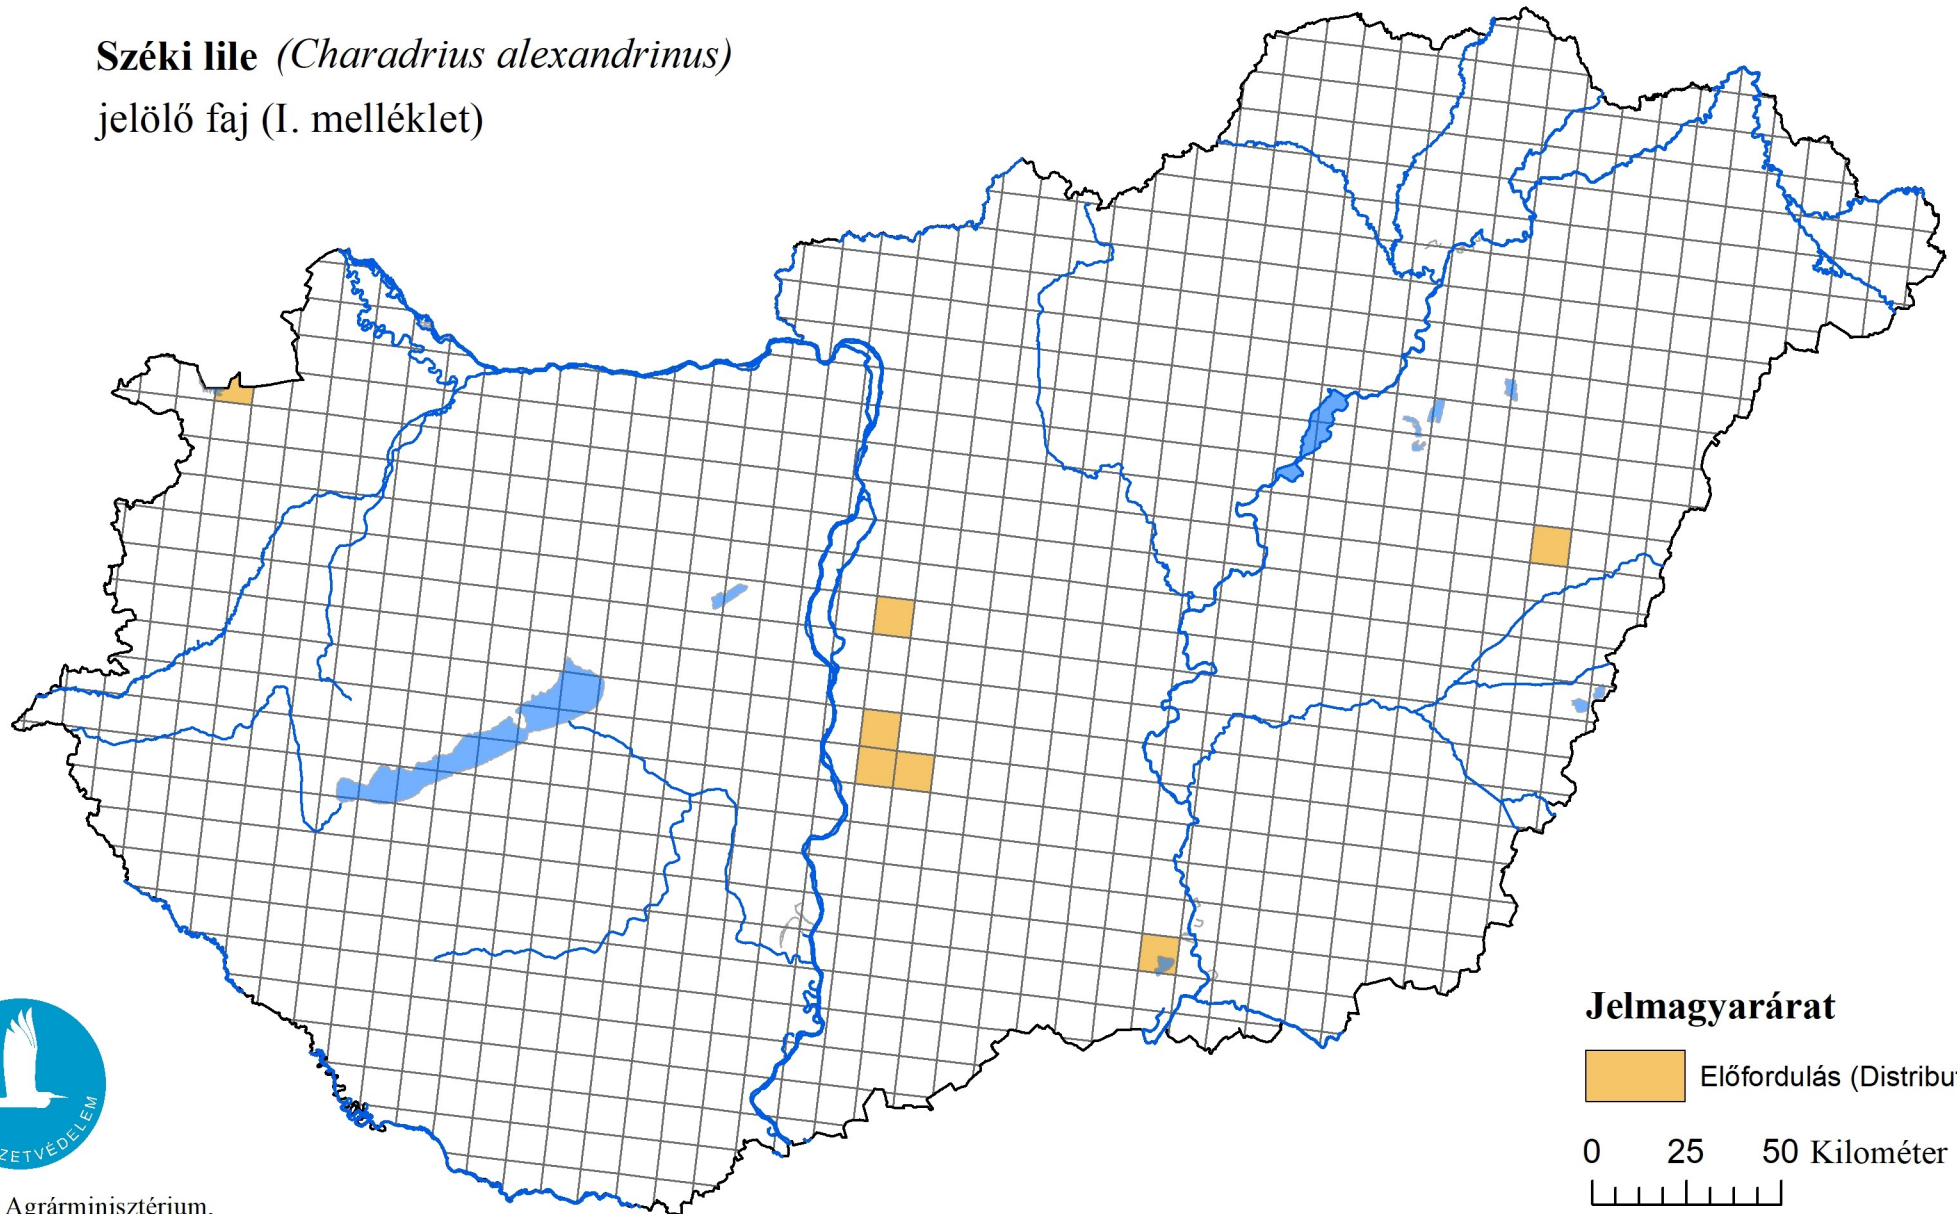 Széki lile (Charadrius alexandrinus)
jelölő faj (I. melléklet)
ZETVÉDELEM
Agrárminisztérium,
Jelmagyarárat
Előfordulás (Distribu
0 25 50 Kilométer